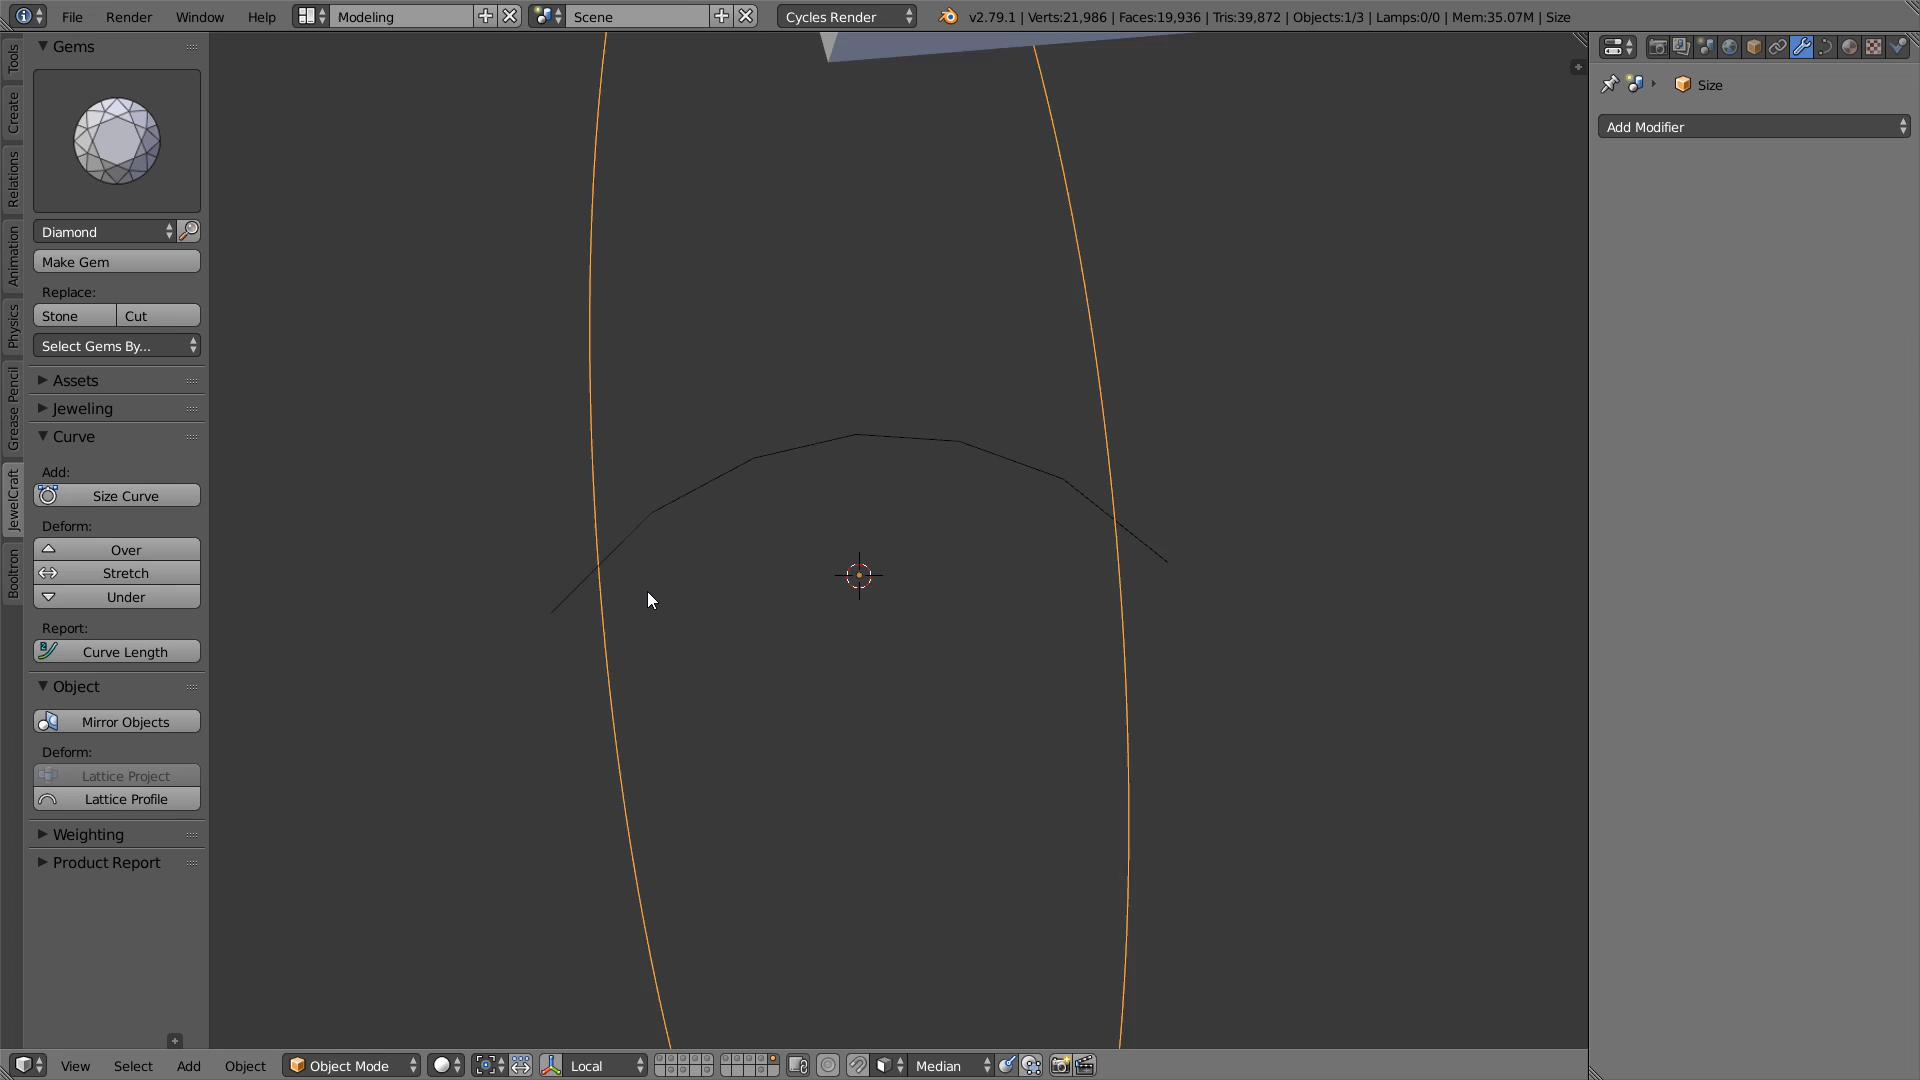 File Render Window Help Modeling Scene Cycles Render v2.79.1 | Verts:21,986 | Faces:19,936 | Tris:39,872 | Objects:1/3 | Lamps:0/0 | Mem:35.07M | Size
Tools
Create
Relations
Animation
Physics
Grease Pencil
JewelCraft
Booltron
Gems
Diamond
Make Gem
Replace:
Stone Cut
Select Gems By...
Assets
Jeweling
Curve
Add:
Size Curve
Deform:
Over
Stretch
Under
Report:
Curve Length
Object
Mirror Objects
Deform:
Lattice Project
Lattice Profile
Weighting
Product Report
Size
Add Modifier
View Select Add Object Object Mode Local Median